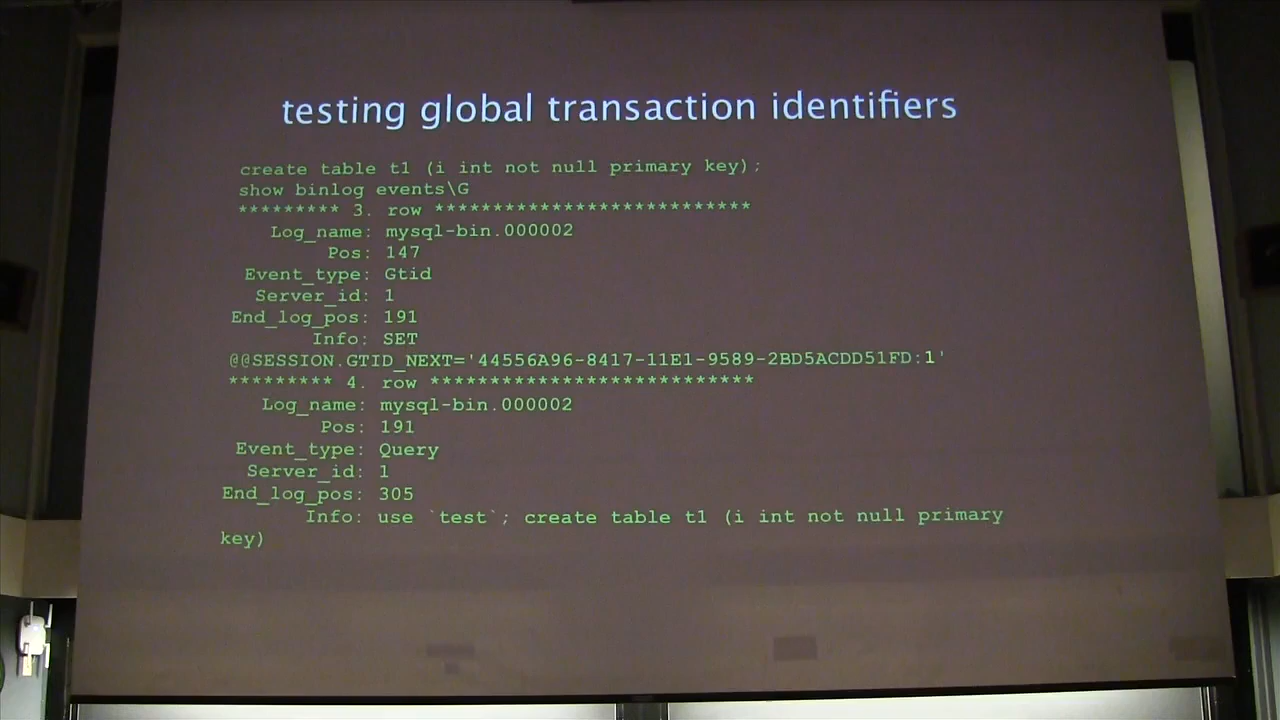 testing global transaction identifiers
create table t1 (i int not null primary key);
show binlog events\G
********* 3. row ***************************
Log_name: mysql-bin.000002
Pos: 147
Event_type: Gtid
Server_id: 1
End_log_pos: 191
Info: SET
@@SESSION.GTID_NEXT='44556A96-8417-11E1-9589-2BD5ACDD51FD:1'
********* 4. row ****************************
Log_name: mysql-bin.000002
Pos: 191
Event_type: Query
Server_id: 1
End_log_pos: 305
Info: use `test`; create table t1 (i int not null primary
key)